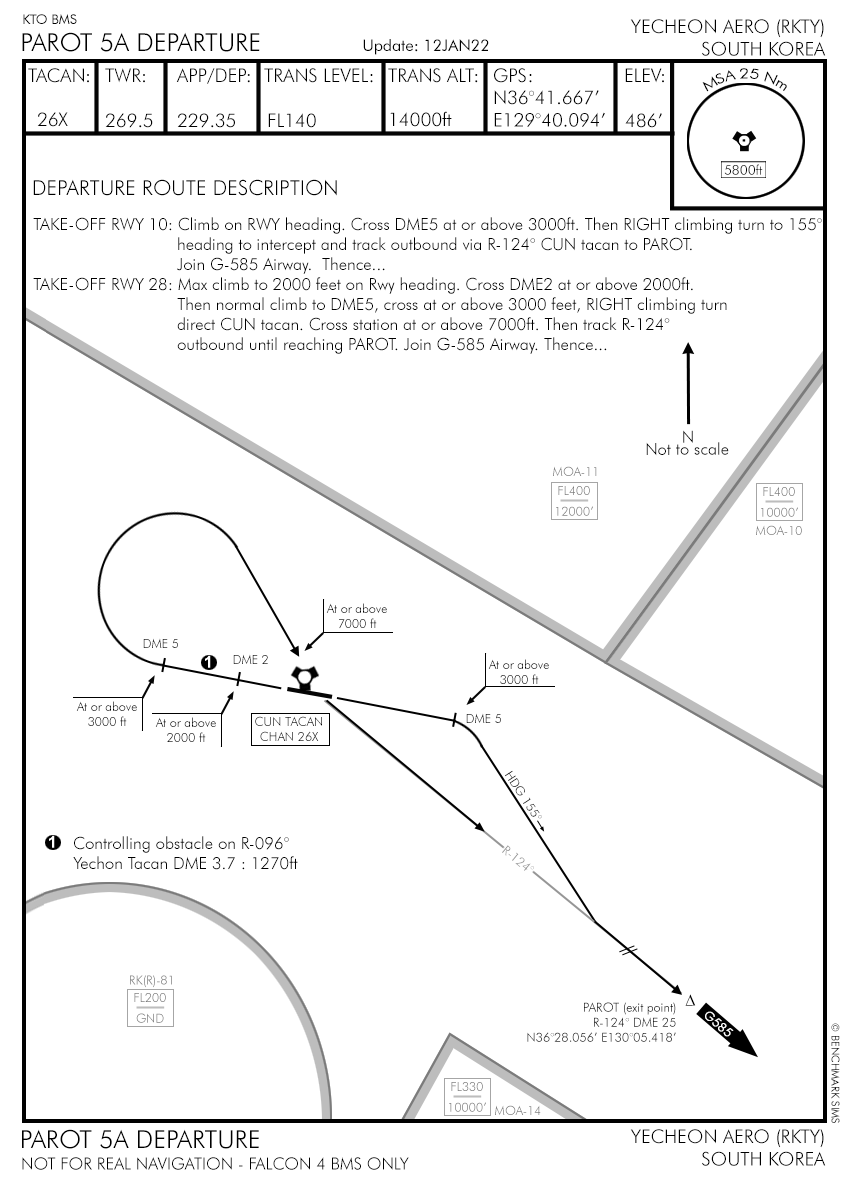 KTO BMS
PAROT 5A DEPARTURE
Update: 12JAN22
YECHEON AERO (RKTY)
SOUTH KOREA
TACAN:
26X
TWR:
269.5
APP/DEP:
229.35
TRANS LEVEL:
FL140
TRANS ALT:
14000ft
GPS:
N36°41.667'
E129°40.094'
ELEV:
486'
MSA 25 Nm
5800ft
DEPARTURE ROUTE DESCRIPTION
TAKE-OFF RWY 10: Climb on RWY heading. Cross DME5 at or above 3000ft. Then RIGHT climbing turn to 155°
heading to intercept and track outbound via R-124° CUN tacan to PAROT.
Join G-585 Airway. Thence...
TAKE-OFF RWY 28: Max climb to 2000 feet on Rwy heading. Cross DME2 at or above 2000ft.
Then normal climb to DME5, cross at or above 3000 feet, RIGHT climbing turn
direct CUN tacan. Cross station at or above 7000ft. Then track R-124°
outbound until reaching PAROT. Join G-585 Airway. Thence...
N
Not to scale
MOA-11
FL400
12000'
FL400
10000'
MOA-10
At or above
7000 ft
DME 5
1
DME 2
At or above
3000 ft
At or above
3000 ft
At or above
2000 ft
CUN TACAN
CHAN 26X
DME 5
HDG 155°
R-124°
1 Controlling obstacle on R-096°
Yechon Tacan DME 3.7 : 1270ft
RK(R)-81
FL200
GND
PAROT (exit point)
R-124° DME 25
N36°28.056' E130°05.418'
G585
FL330
10000'
MOA-14
© BENCHMARK SIMS
PAROT 5A DEPARTURE
NOT FOR REAL NAVIGATION - FALCON 4 BMS ONLY
YECHEON AERO (RKTY)
SOUTH KOREA